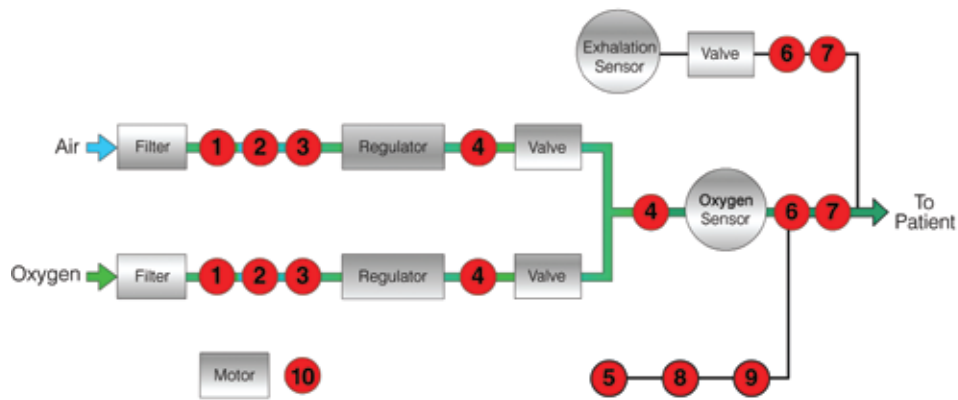 Exhalation
Sensor
Valve
6
7
Air
Filter
1
2
3
Regulator
4
Valve
4
Oxygen
Sensor
6
7
To
Patient
Oxygen
Filter
1
2
3
Regulator
4
Valve
Motor
10
5
8
9